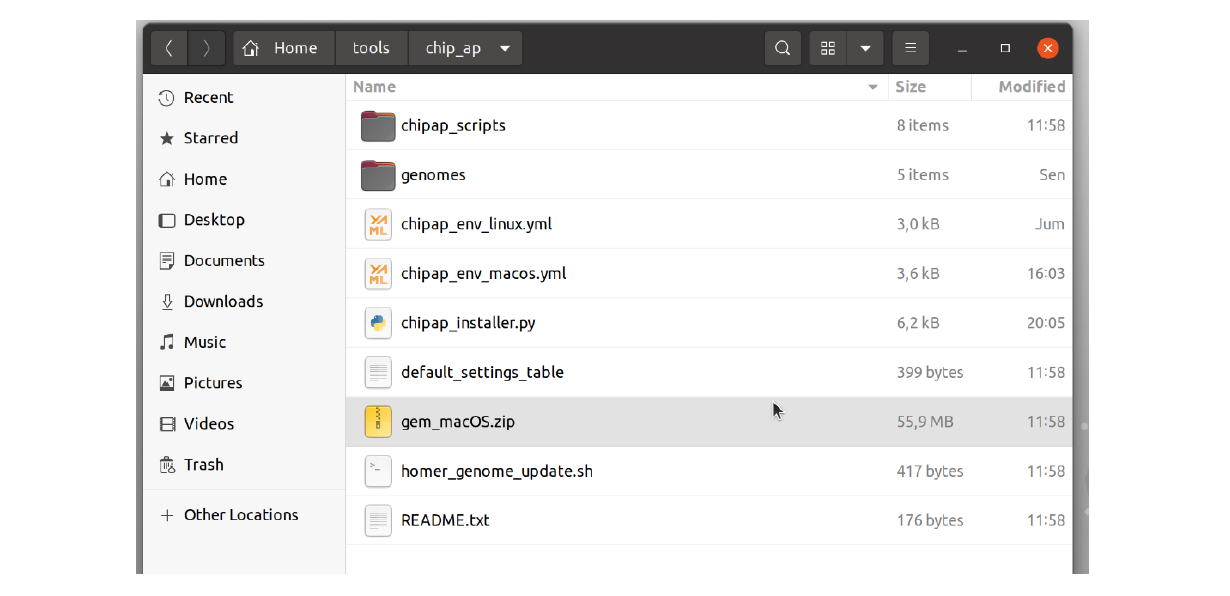 Home tools chip_ap
Name Size Modified
Recent
Starred
Home
Desktop
Documents
Downloads
Music
Pictures
Videos
Trash
Other Locations
chipap_scripts 8 items 11:58
genomes 5 items Sen
YAML chipap_env_linux.yml 3,0 kB Jum
YAML chipap_env_macos.yml 3,6 kB 16:03
chipap_installer.py 6,2 kB 20:05
default_settings_table 399 bytes 11:58
gem_macOS.zip 55,9 MB 11:58
homer_genome_update.sh 417 bytes 11:58
README.txt 176 bytes 11:58